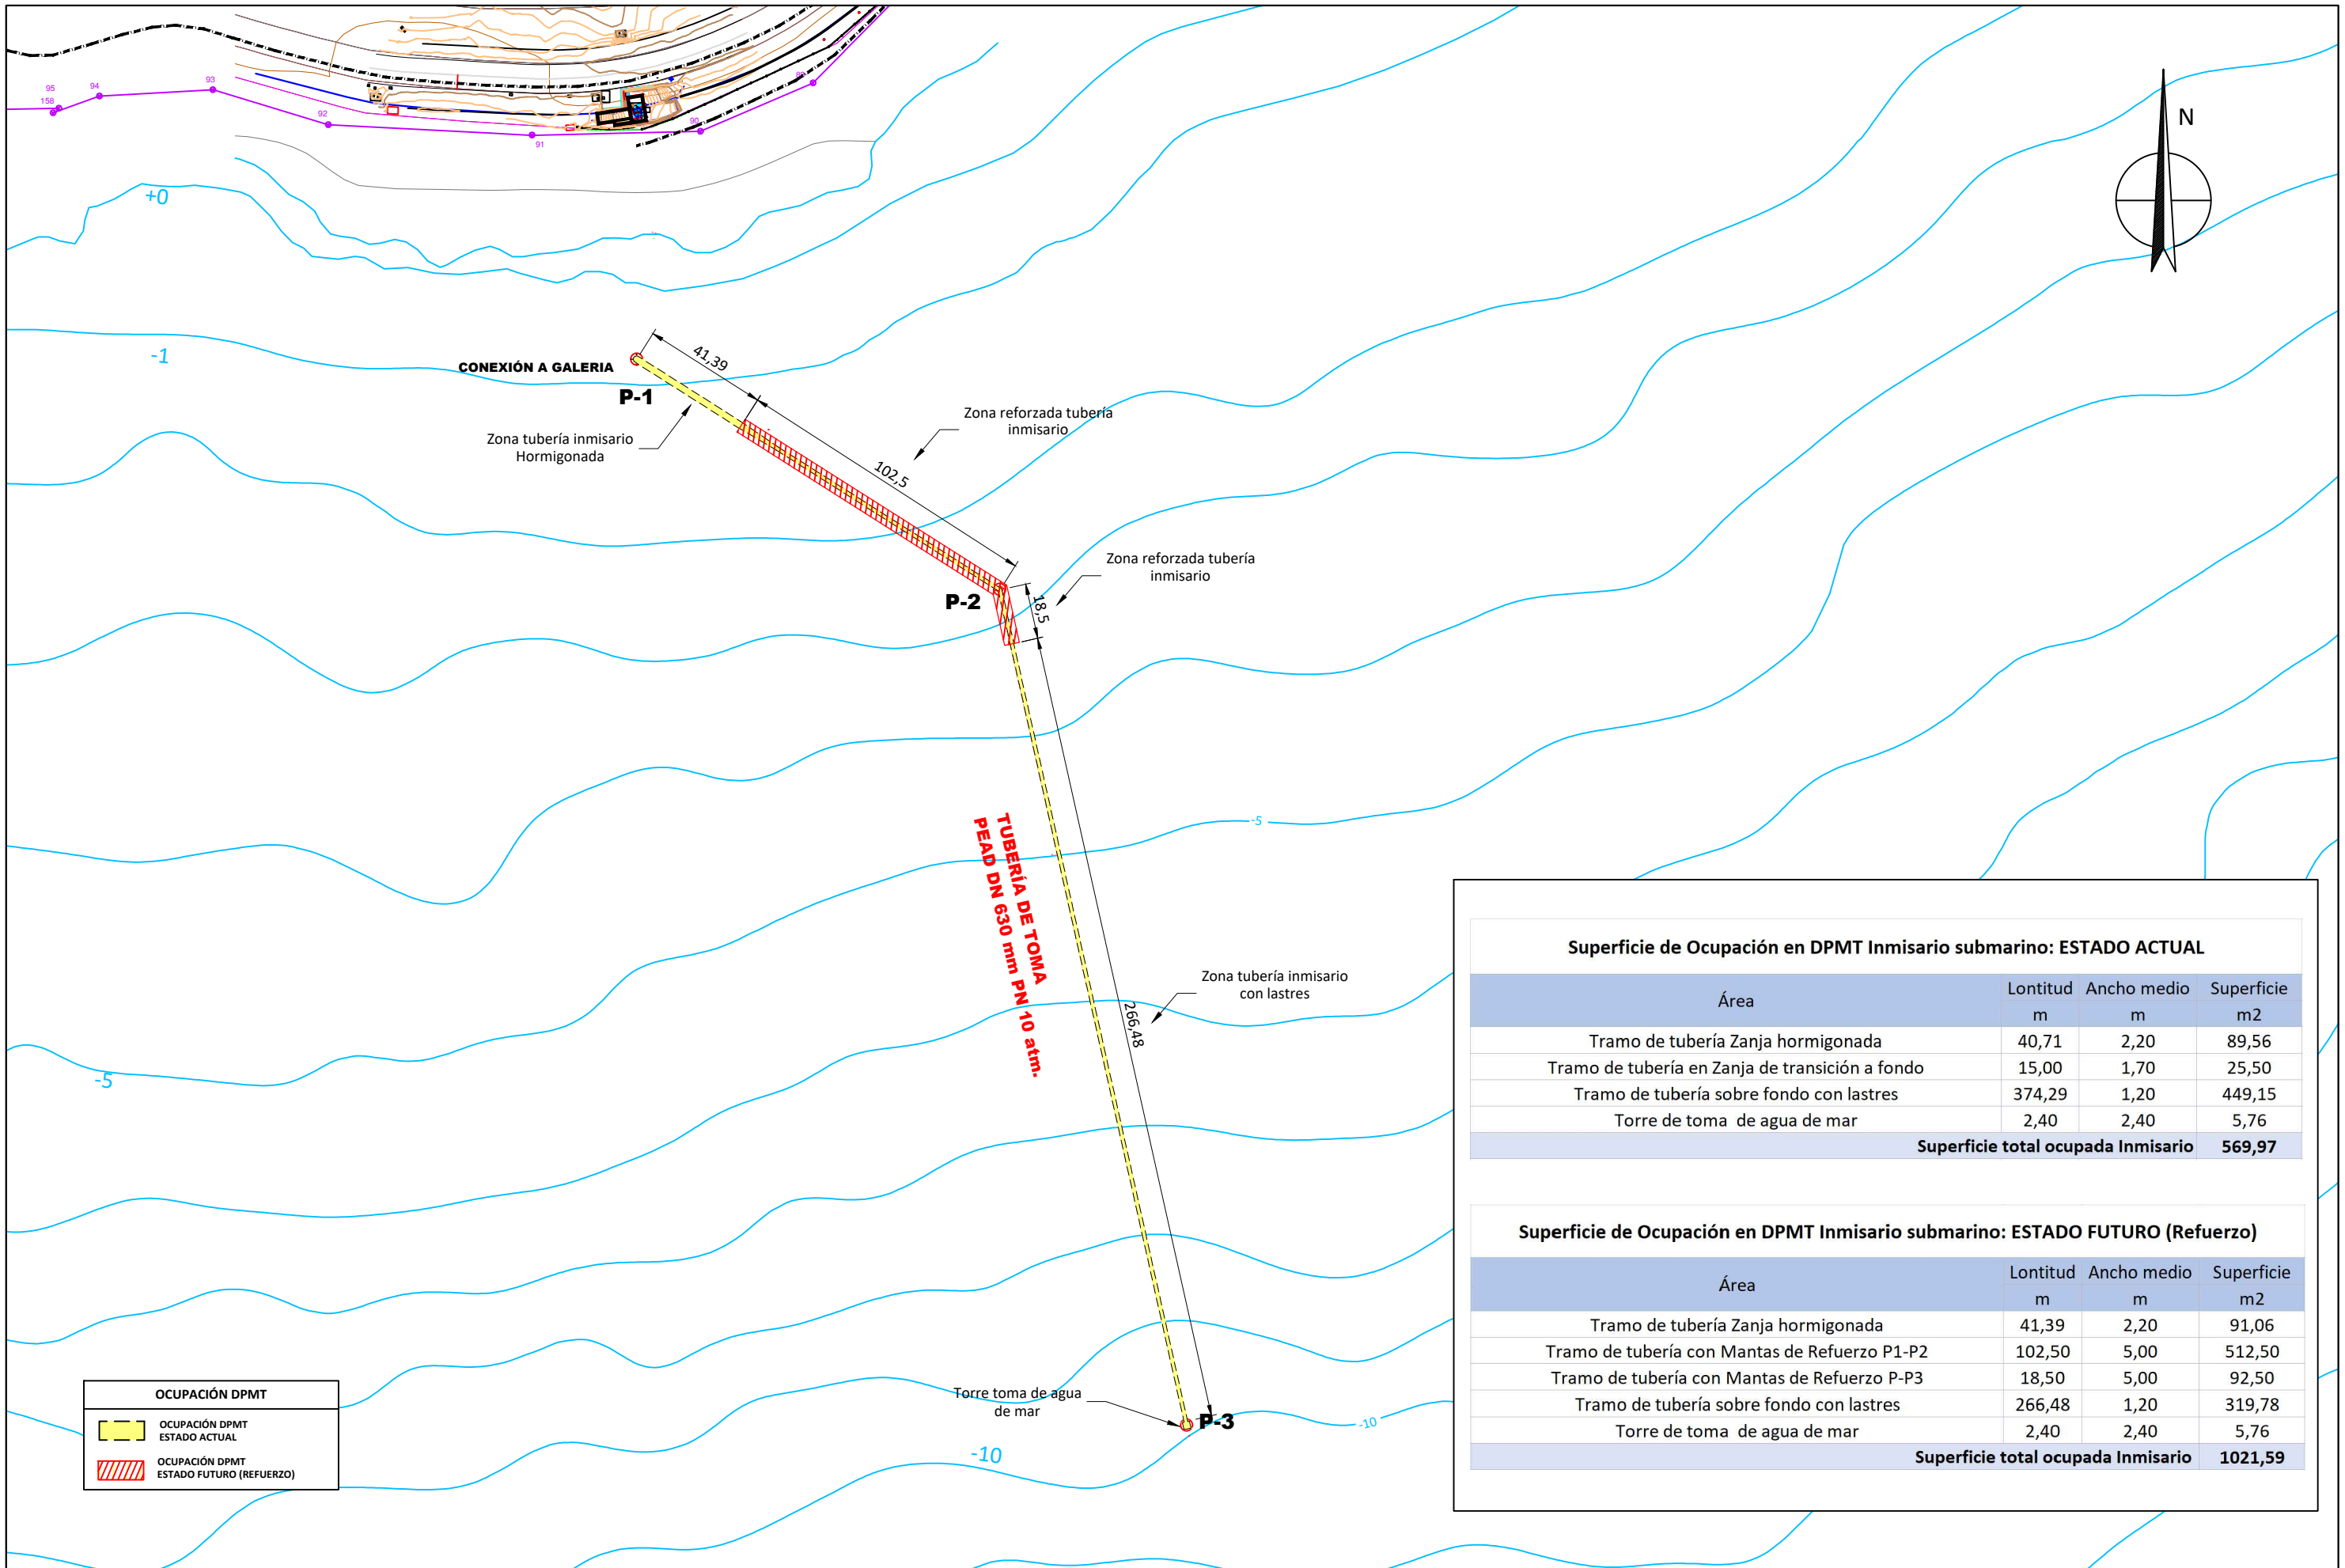 95
158
94
93
92
91
90
89
N
+0
-1
CONEXIÓN A GALERIA
P-1
41,39
Zona reforzada tubería
inmisario
Zona tubería inmisario
Hormigonada
102,5
Zona reforzada tubería
inmisario
P-2
18,5
-5
TUBERÍA DE TOMA
PEAD DN 630 mm PN 10 atm.
Zona tubería inmisario
con lastres
266,48
-5
Torre toma de agua
de mar
P-3
-10
-10
OCUPACIÓN DPMT
OCUPACIÓN DPMT
ESTADO ACTUAL
OCUPACIÓN DPMT
ESTADO FUTURO (REFUERZO)
Superficie de Ocupación en DPMT Inmisario submarino: ESTADO ACTUAL
Área Lontitud Ancho medio Superficie
m m m2
Tramo de tubería Zanja hormigonada 40,71 2,20 89,56
Tramo de tubería en Zanja de transición a fondo 15,00 1,70 25,50
Tramo de tubería sobre fondo con lastres 374,29 1,20 449,15
Torre de toma de agua de mar 2,40 2,40 5,76
Superficie total ocupada Inmisario 569,97
Superficie de Ocupación en DPMT Inmisario submarino: ESTADO FUTURO (Refuerzo)
Área Lontitud Ancho medio Superficie
m m m2
Tramo de tubería Zanja hormigonada 41,39 2,20 91,06
Tramo de tubería con Mantas de Refuerzo P1-P2 102,50 5,00 512,50
Tramo de tubería con Mantas de Refuerzo P-P3 18,50 5,00 92,50
Tramo de tubería sobre fondo con lastres 266,48 1,20 319,78
Torre de toma de agua de mar 2,40 2,40 5,76
Superficie total ocupada Inmisario 1021,59